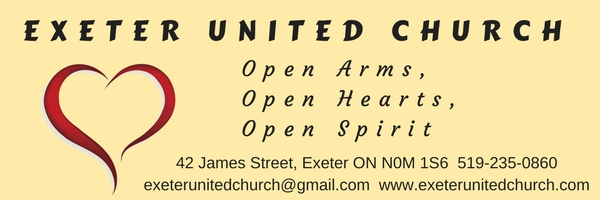 EXETER UNITED CHURCH
Open Arms,
Open Hearts,
Open Spirit
42 James Street, Exeter ON N0M 1S6  519-235-0860
exeterunitedchurch@gmail.com  www.exeterunitedchurch.com